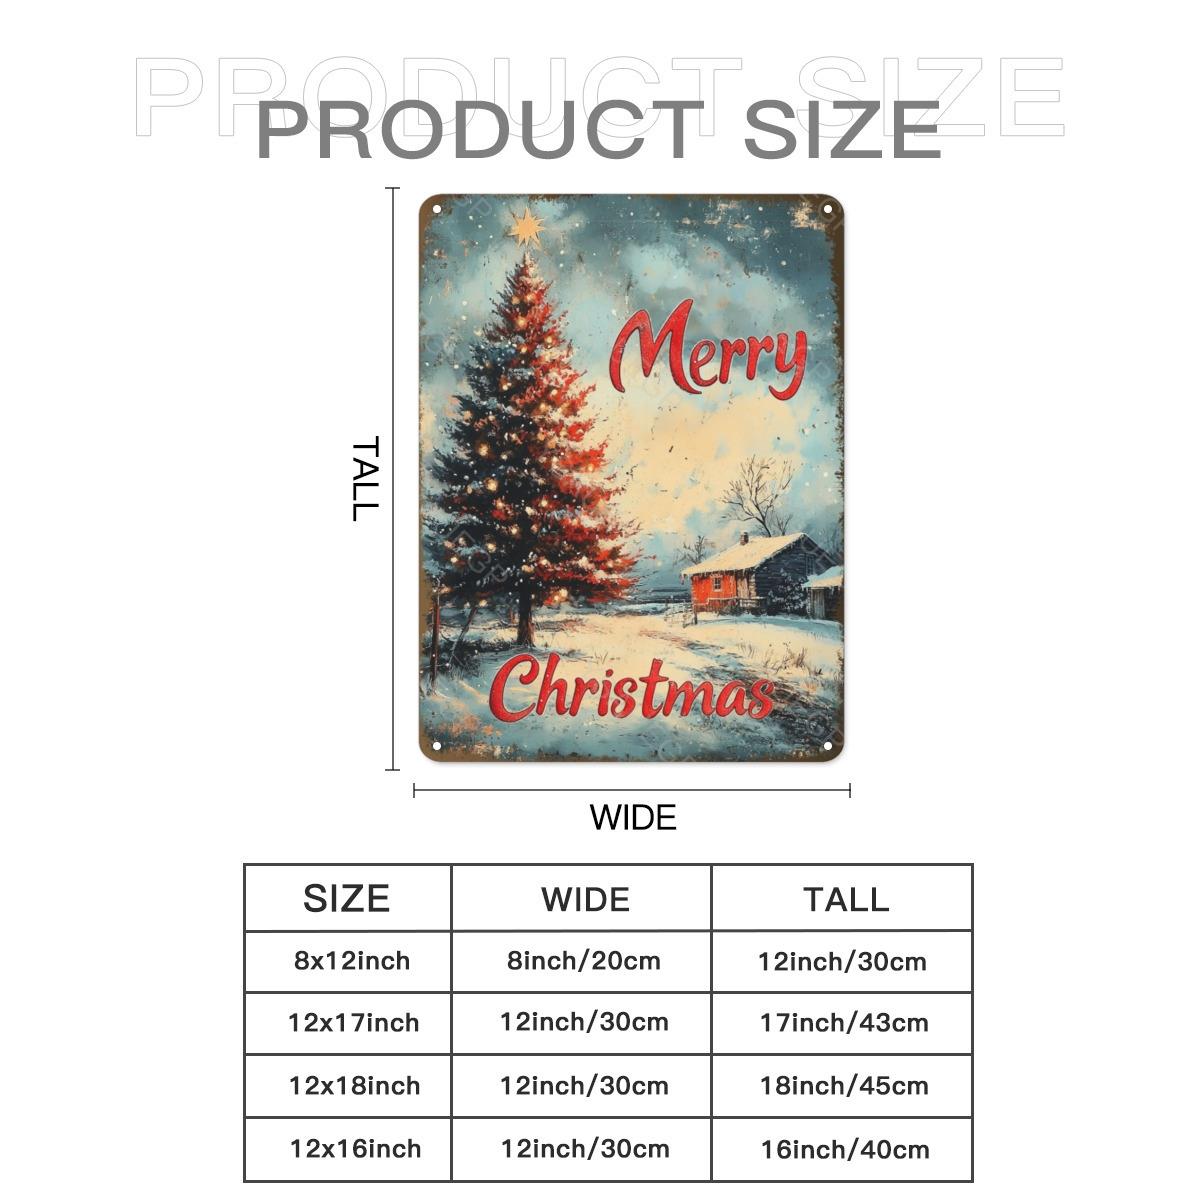 PRODUCT SIZE
PRODUCT SIZE
Merry
Christmas
TALL
WIDE
SIZE WIDE TALL
8x12inch 8inch/20cm 12inch/30cm
12x17inch 12inch/30cm 17inch/43cm
12x18inch 12inch/30cm 18inch/45cm
12x16inch 12inch/30cm 16inch/40cm